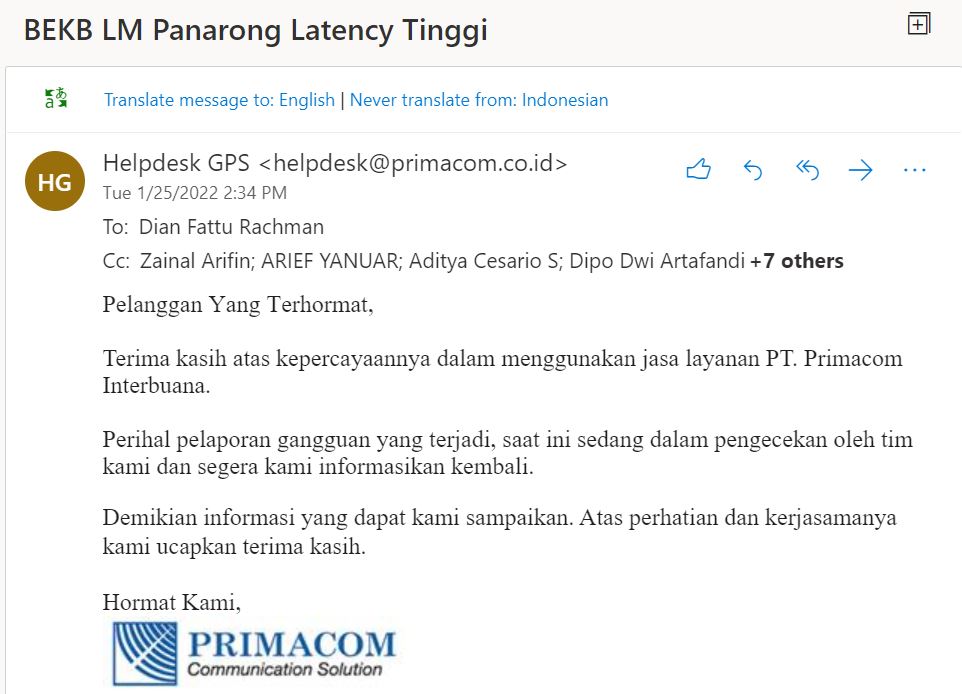 BEKB LM Panarong Latency Tinggi
Translate message to: English | Never translate from: Indonesian
HG
Helpdesk GPS <helpdesk@primacom.co.id>
Tue 1/25/2022 2:34 PM
To: Dian Fattu Rachman
Cc: Zainal Arifin; ARIEF YANUAR; Aditya Cesario S; Dipo Dwi Artafandi +7 others
Pelanggan Yang Terhormat,
Terima kasih atas kepercayaannya dalam menggunakan jasa layanan PT. Primacom
Interbuana.
Perihal pelaporan gangguan yang terjadi, saat ini sedang dalam pengecekan oleh tim
kami dan segera kami informasikan kembali.
Demikian informasi yang dapat kami sampaikan. Atas perhatian dan kerjasamanya
kami ucapkan terima kasih.
Hormat Kami,
PRIMACOM
Communication Solution